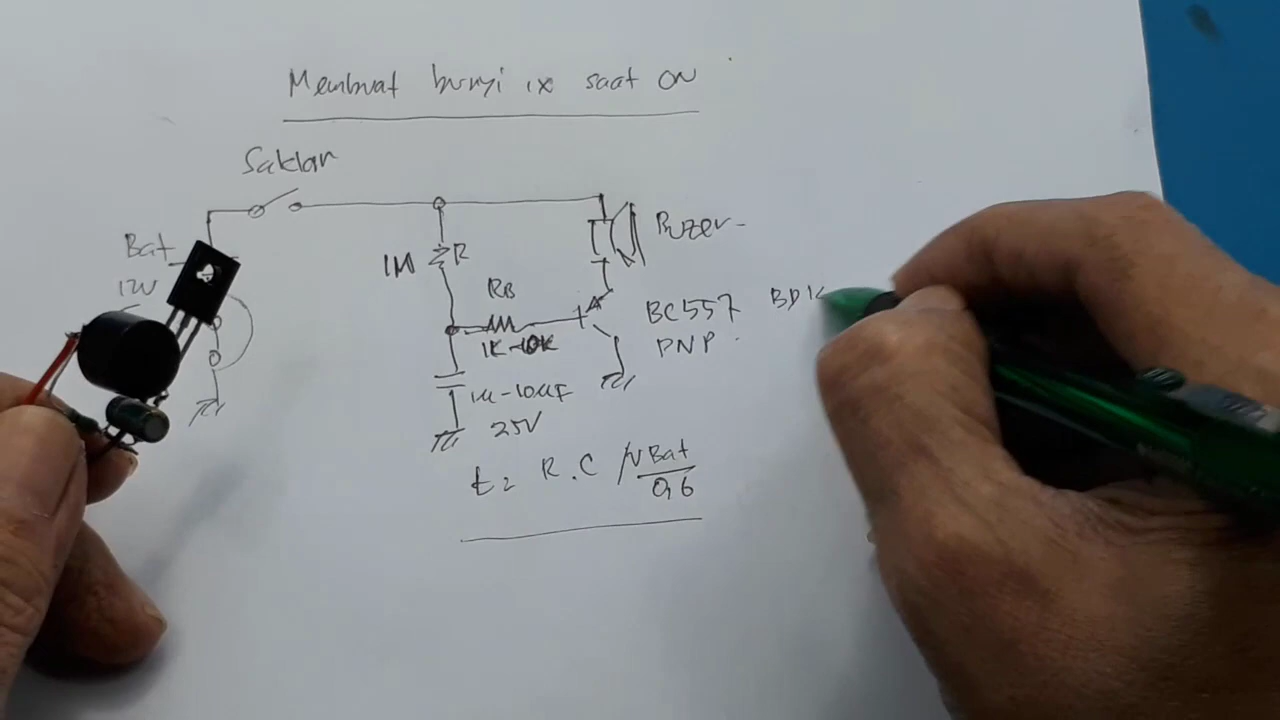 Membuat bunyi 1x saat ON
Saklar
Bat
12V
1M
R
RB
1K-10K
Buzer
BC557
PNP
BD1
1u-10uF
25V
t = R.C / VBat
0,6